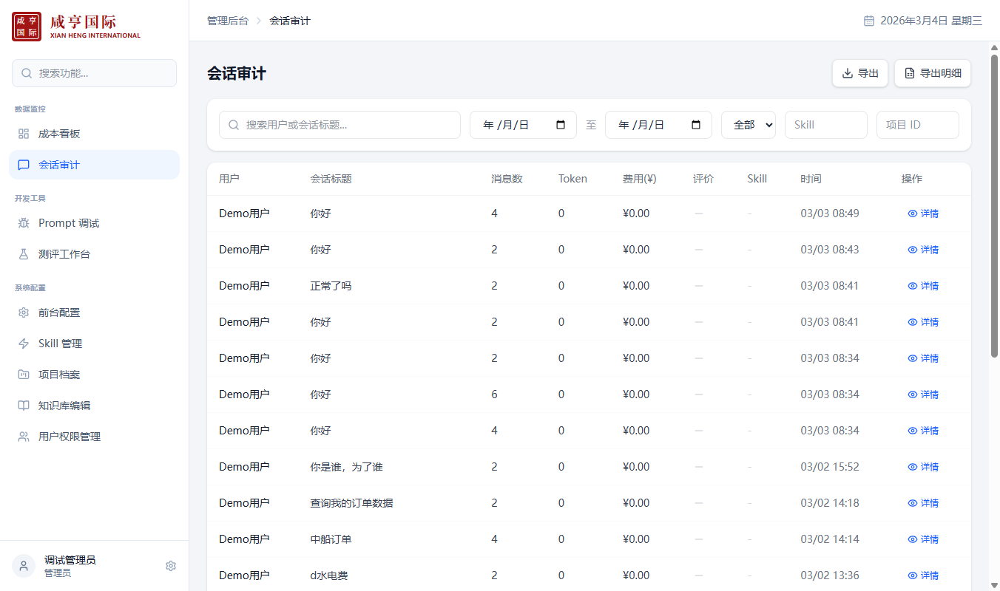 咸亨
国际
咸亨国际
XIAN HENG INTERNATIONAL
搜索功能...
数据监控
成本看板
会话审计
开发工具
Prompt 调试
测评工作台
系统配置
前台配置
Skill 管理
项目档案
知识库编辑
用户权限管理
调试管理员
管理员
管理后台 > 会话审计
2026年3月4日 星期三
会话审计
导出 导出明细
搜索用户或会话标题... 年 /月/日 至 年 /月/日 全部 Skill 项目 ID
用户 会话标题 消息数 Token 费用(¥) 评价 Skill 时间 操作
Demo用户 你好 4 0 ¥0.00 — - 03/03 08:49 详情
Demo用户 你好 2 0 ¥0.00 — - 03/03 08:43 详情
Demo用户 正常了吗 2 0 ¥0.00 — - 03/03 08:41 详情
Demo用户 你好 2 0 ¥0.00 — - 03/03 08:41 详情
Demo用户 你好 2 0 ¥0.00 — - 03/03 08:34 详情
Demo用户 你好 6 0 ¥0.00 — - 03/03 08:34 详情
Demo用户 你好 4 0 ¥0.00 — - 03/03 08:34 详情
Demo用户 你是谁，为了谁 2 0 ¥0.00 — - 03/02 15:52 详情
Demo用户 查询我的订单数据 2 0 ¥0.00 — - 03/02 14:18 详情
Demo用户 中船订单 4 0 ¥0.00 — - 03/02 14:14 详情
Demo用户 d水电费 2 0 ¥0.00 — - 03/02 13:36 详情